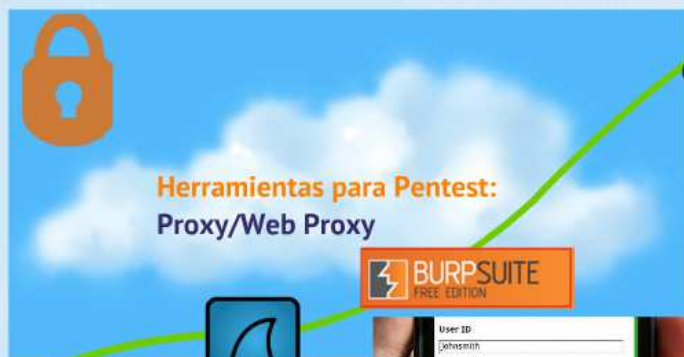 Herramientas para Pentest:
Proxy/Web Proxy
BURPSUITE
FREE EDITION
User ID
Johnsmith